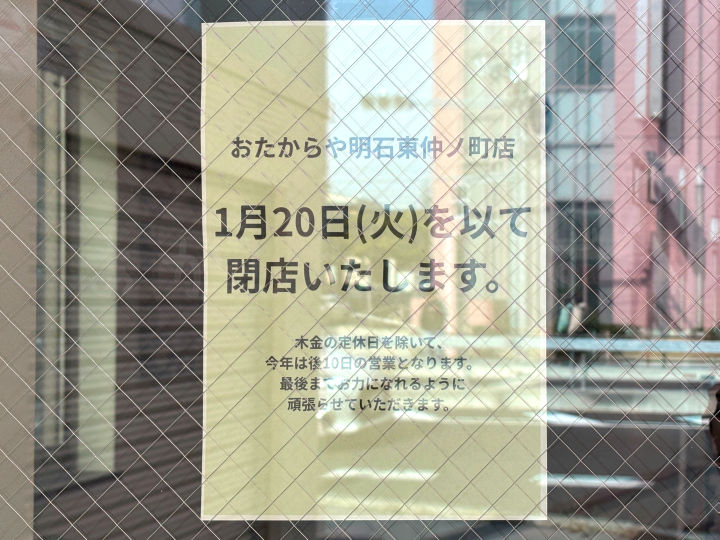 おたからや明石東仲ノ町店
1月20日(火)を以て
閉店いたします。
木金の定休日を除いて、
今年は後10日の営業となります。
最後までお力になれるように
頑張らせていただきます。